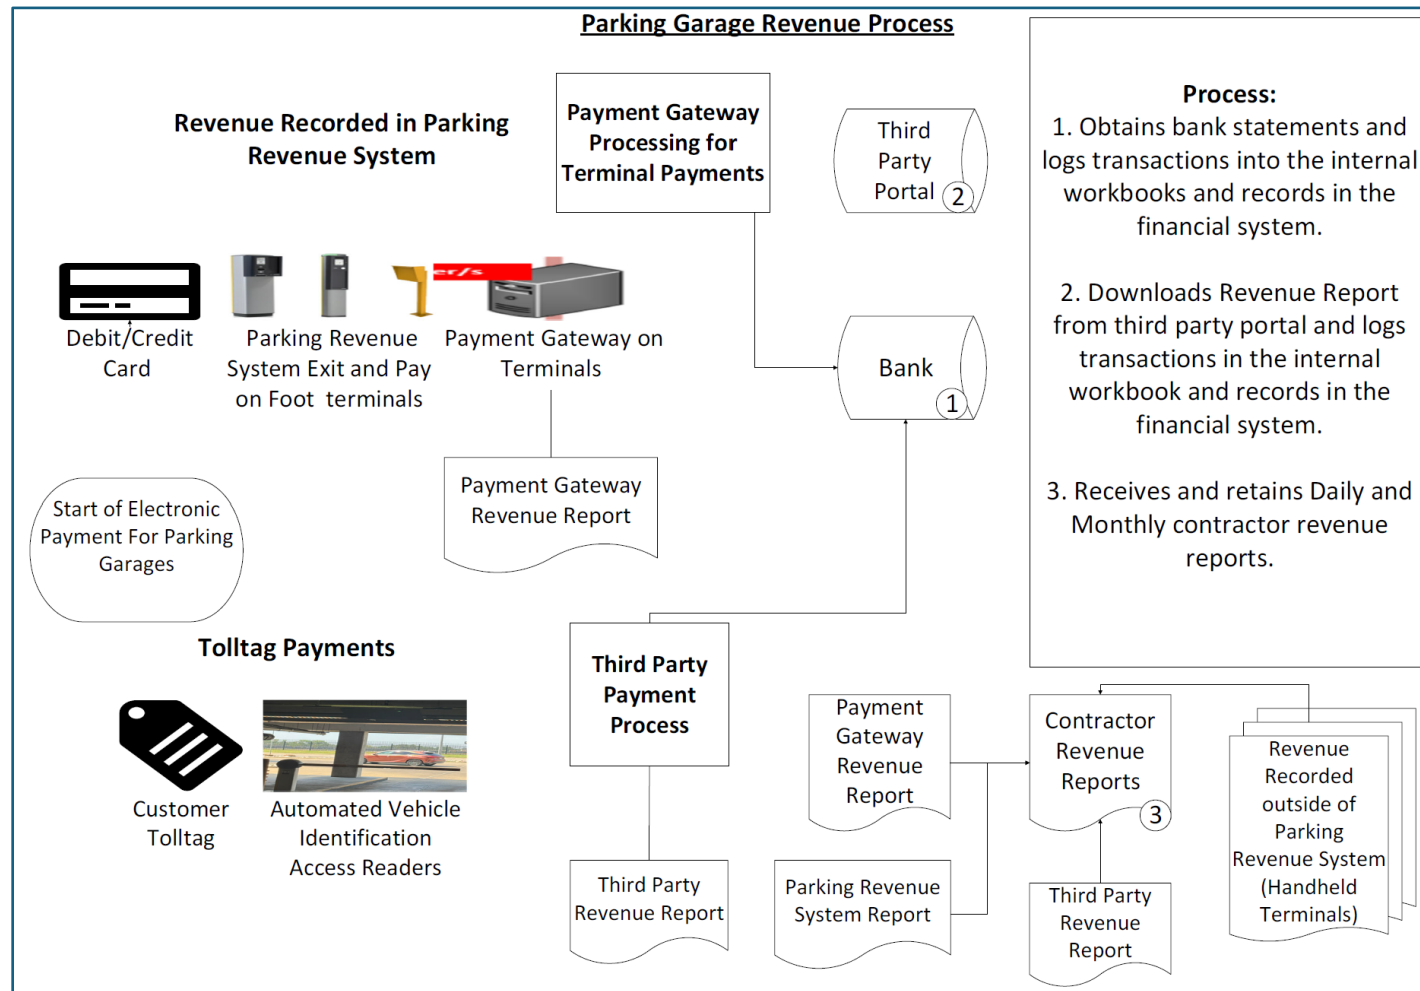 Parking Garage Revenue Process
Revenue Recorded in Parking
Revenue System
Payment Gateway
Processing for
Terminal Payments
Third
Party
Portal
2
Debit/Credit
Card
Parking Revenue
System Exit and Pay
on Foot terminals
er/s
Payment Gateway on
Terminals
Bank
1
Payment Gateway
Revenue Report
Start of Electronic
Payment For Parking
Garages
Tolltag Payments
Customer
Tolltag
Automated Vehicle
Identification
Access Readers
Third Party
Payment
Process
Third Party
Revenue Report
Payment
Gateway
Revenue
Report
Parking Revenue
System Report
Contractor
Revenue
Reports
3
Third Party
Revenue
Report
Revenue
Recorded
outside of
Parking
Revenue System
(Handheld
Terminals)
Process:
1. Obtains bank statements and
logs transactions into the internal
workbooks and records in the
financial system.
2. Downloads Revenue Report
from third party portal and logs
transactions in the internal
workbook and records in the
financial system.
3. Receives and retains Daily and
Monthly contractor revenue
reports.